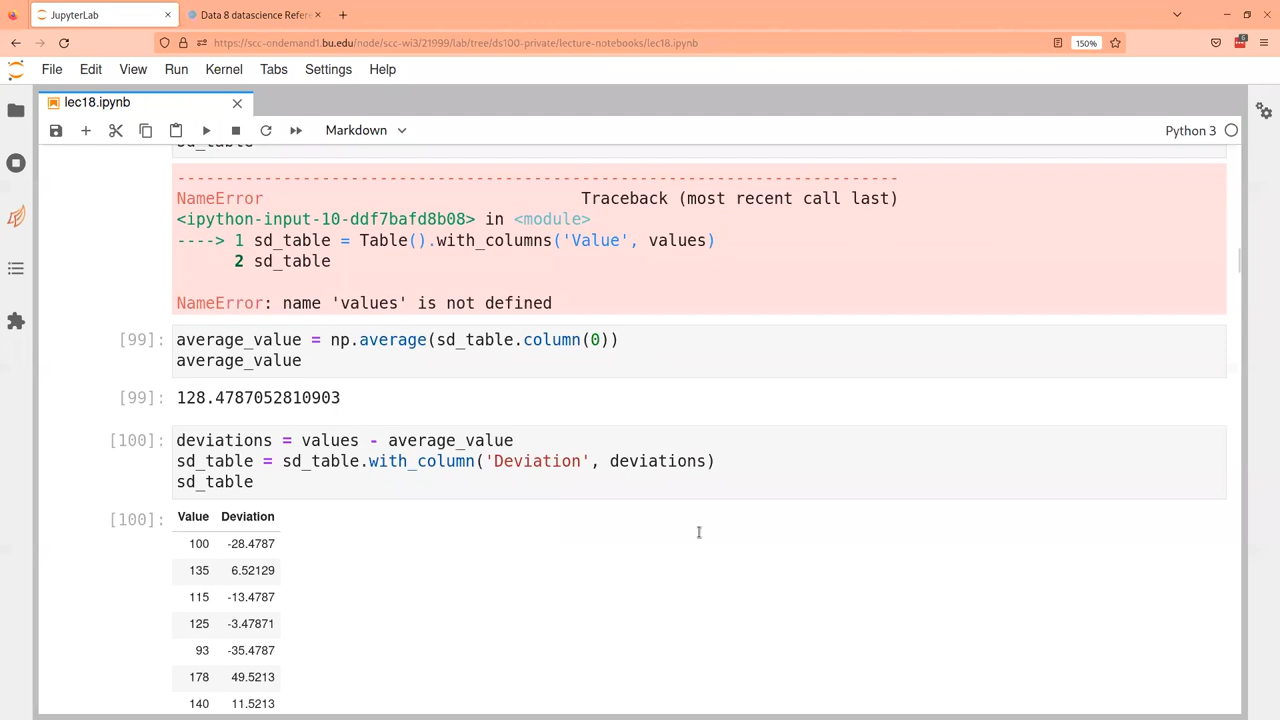 JupyterLab
Data 8 datascience Refere
https://scc-ondemand1.bu.edu/node/scc-wi3/21999/lab/tree/ds100-private/lecture-notebooks/lec18.ipynb
150%
6
File Edit View Run Kernel Tabs Settings Help
lec18.ipynb
Markdown
Python 3
sd_table
---------------------------------------------------------------------------
NameError Traceback (most recent call last)
<ipython-input-10-ddf7bafd8b08> in <module>
----> 1 sd_table = Table().with_columns('Value', values)
2 sd_table
NameError: name 'values' is not defined
[99]: average_value = np.average(sd_table.column(0))
average_value
[99]: 128.4787052810903
[100]: deviations = values - average_value
sd_table = sd_table.with_column('Deviation', deviations)
sd_table
[100]: Value Deviation
100 -28.4787
135 6.52129
115 -13.4787
125 -3.47871
93 -35.4787
178 49.5213
140 11.5213